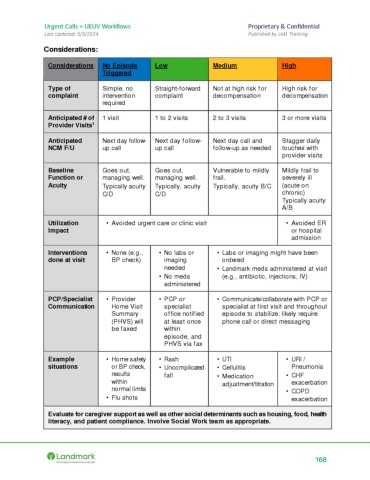 Urgent Calls + UEUV Workflows Proprietary & Confidential
Last Updated: 5/3/2024 Published by LM1 Training
Considerations:
Considerations No Episode Low Medium High
Triggered
Type of Simple, no Straight-forward Not at high risk for High risk for
complaint intervention complaint decompensation decompensation
required
Anticipated # of 1 visit 1 to 2 visits 2 to 3 visits 3 or more visits
Provider Visits¹
Anticipated Next day follow- Next day follow- Next day call and Stagger daily
NCM F/U up call up call follow-up as needed touches with
provider visits
Baseline Goes out, Goes out, Vulnerable to mildly Mildly frail to
Function or managing well. managing well. frail. severely ill
Acuity Typically acuity Typically, acuity Typically, acuity B/C (acute on
C/D C/D chronic)
Typically acuity
A/B
Utilization • Avoided urgent care or clinic visit • Avoided ER
Impact or hospital
admission
Interventions • None (e.g., • No labs or • Labs or imaging might have been
done at visit BP check) imaging ordered
needed • Landmark meds administered at visit
• No meds (e.g., antibiotic, injections, IV)
administered
PCP/Specialist • Provider • PCP or • Communicate/collaborate with PCP or
Communication Home Visit specialist specialist at first visit and throughout
Summary office notified episode to stabilize; likely require
(PHVS) will at least once phone call or direct messaging
be faxed within
episode, and
PHVS via fax
Example • Home safety • Rash • UTI • URI /
situations or BP check, • Uncomplicated • Cellulitis Pneumonia
results fall • Medication • CHF
within adjustment/titration exacerbation
normal limits • COPD
• Flu shots exacerbation
Evaluate for caregiver support as well as other social determinants such as housing, food, health
literacy, and patient compliance. Involve Social Work team as appropriate.
Landmark
168